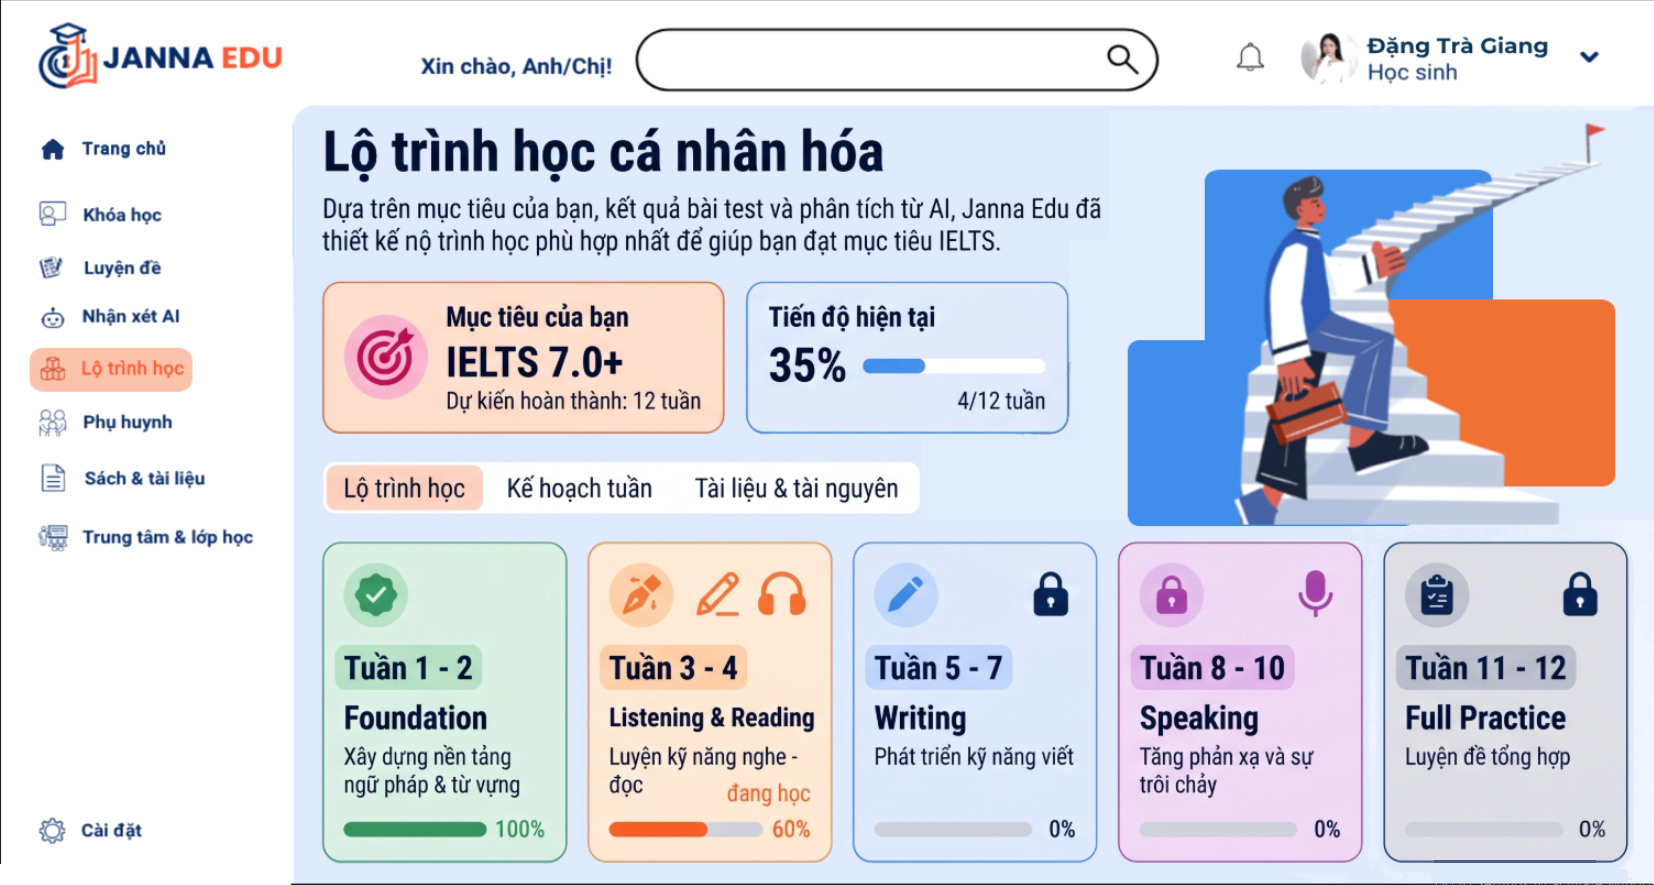 JANNA EDU
Xin chào, Anh/Chị!
Đặng Trà Giang
Học sinh
Trang chủ
Khóa học
Luyện đề
Nhận xét AI
Lộ trình học
Phụ huynh
Sách & tài liệu
Trung tâm & lớp học
Cài đặt
Lộ trình học cá nhân hóa
Dựa trên mục tiêu của bạn, kết quả bài test và phân tích từ AI, Janna Edu đã
thiết kế nộ trình học phù hợp nhất để giúp bạn đạt mục tiêu IELTS.
Mục tiêu của bạn
IELTS 7.0+
Dự kiến hoàn thành: 12 tuần
Tiến độ hiện tại
35%
4/12 tuần
Lộ trình học
Kế hoạch tuần
Tài liệu & tài nguyên
Tuần 1 - 2
Foundation
Xây dựng nền tảng
ngữ pháp & từ vựng
100%
Tuần 3 - 4
Listening & Reading
Luyện kỹ năng nghe -
đọc
đang học
60%
Tuần 5 - 7
Writing
Phát triển kỹ năng viết
0%
Tuần 8 - 10
Speaking
Tăng phản xạ và sự
trôi chảy
0%
Tuần 11 - 12
Full Practice
Luyện đề tổng hợp
0%